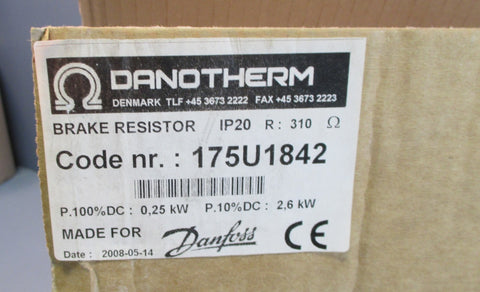 DANOTHERM
DENMARK TLF +45 3673 2222 FAX +45 3673 2223
BRAKE RESISTOR IP20 R : 310 Ω
Code nr. : 175U1842
P.100%DC : 0,25 kW P.10%DC : 2,6 kW
MADE FOR Danfoss CE
Date : 2008-05-14